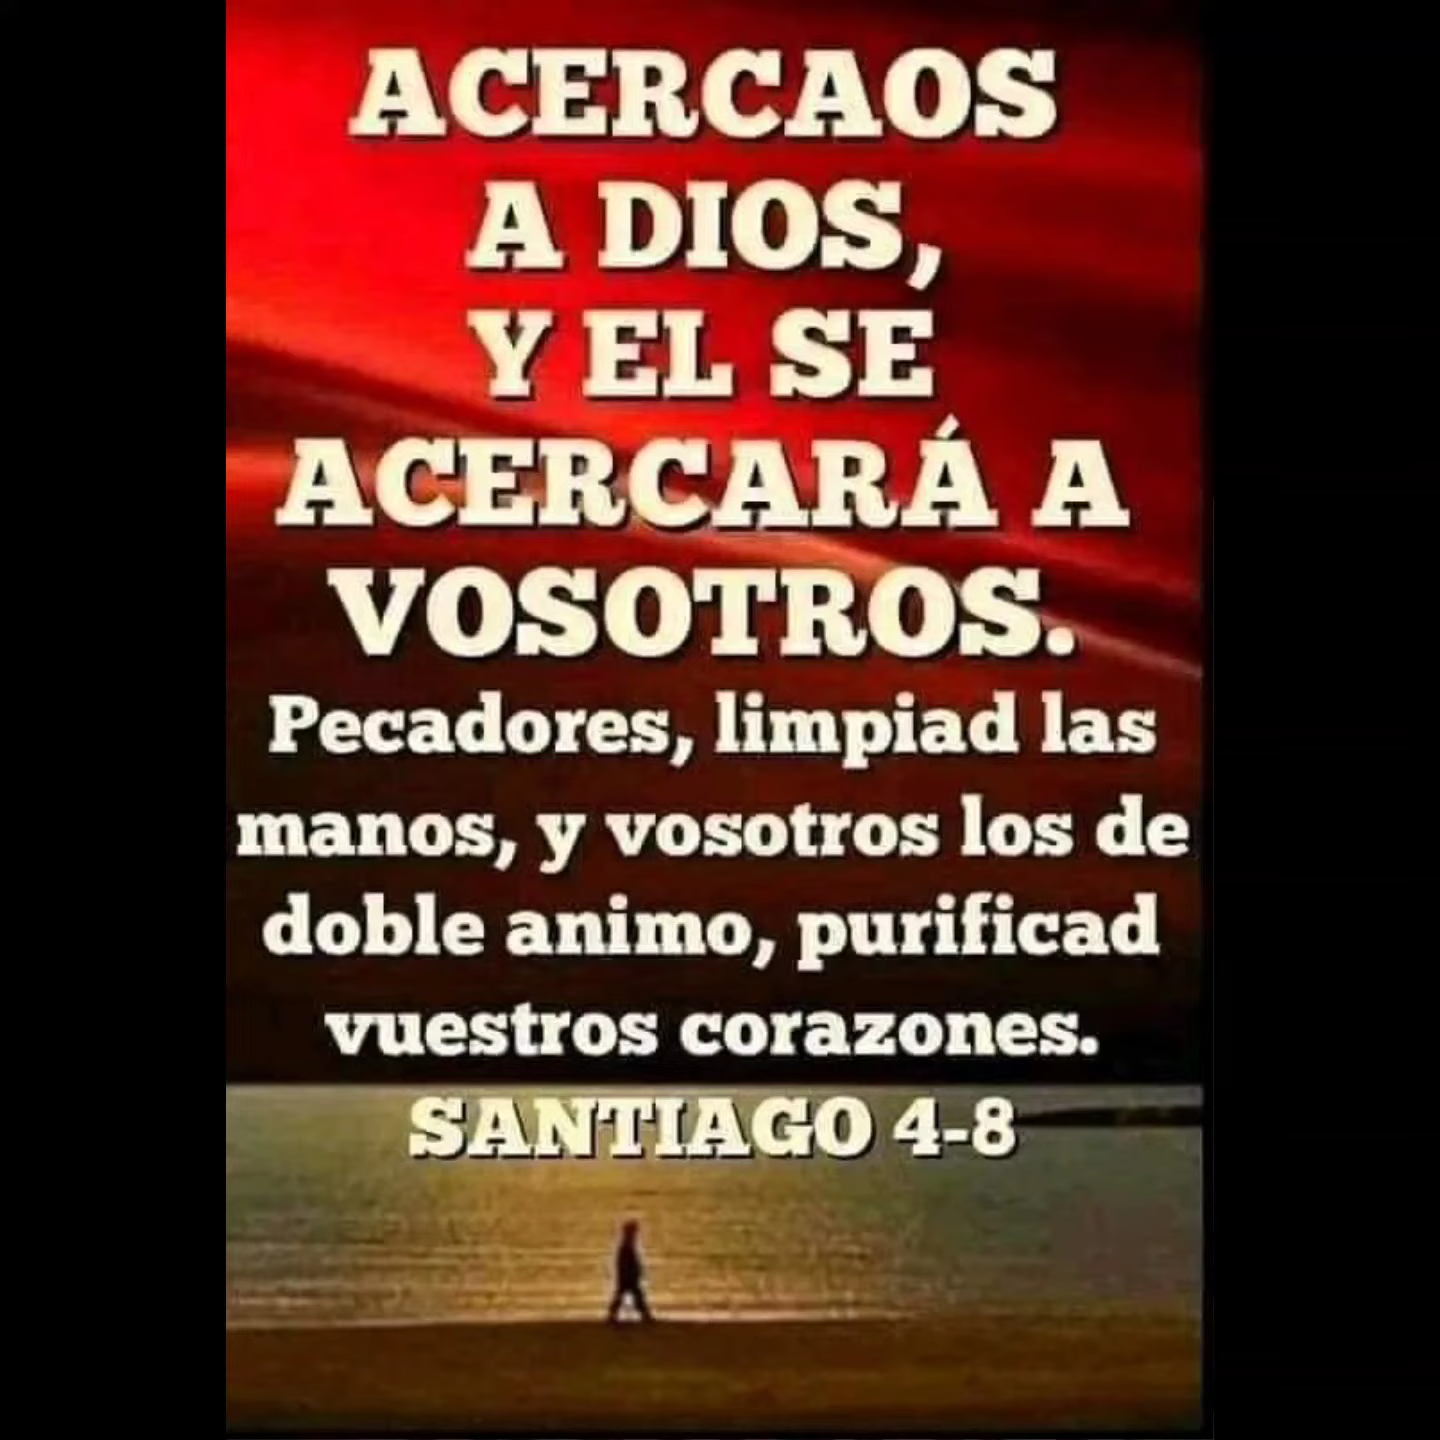 ACERCAOS
A DIOS,
Y EL SE
ACERCARÁ A
VOSOTROS.
Pecadores, limpiad las
manos, y vosotros los de
doble animo, purificad
vuestros corazones.
SANTIAGO 4-8